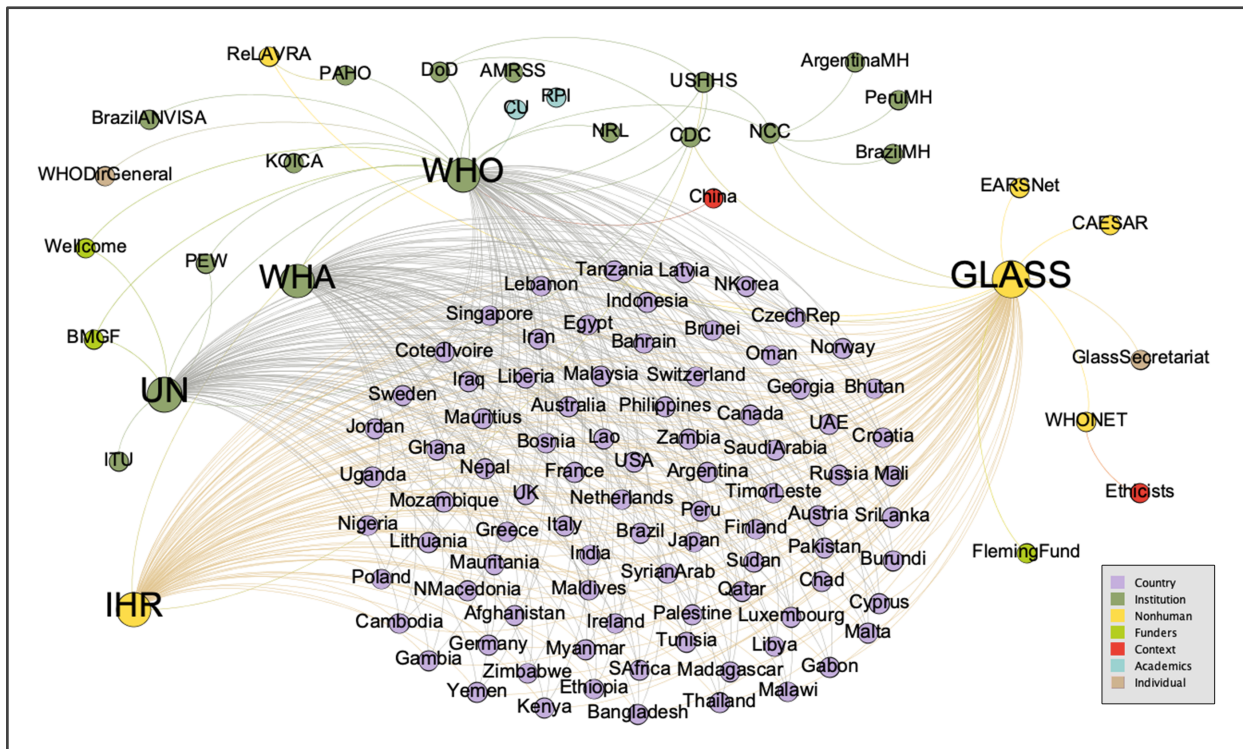 ReLAVRA
PAHO
DoD
AMRSS
RPI
CU
USHHS
ArgentinaMH
PeruMH
BrazilANVISA
NRL
CDC
NCC
BrazilMH
KOICA
WHO
WHODirGeneral
China
EARSNet
CAESAR
Wellcome
PEW
WHA
GLASS
BMGF
UN
ITU
IHR
GlassSecretariat
WHONET
Ethicists
FlemingFund
Tanzania
Latvia
Lebanon
NKorea
Indonesia
Singapore
Egypt
Brunei
CzechRep
Iran
Bahrain
CotedIvoire
Oman
Norway
Iraq
Liberia
Malaysia
Switzerland
Sweden
Georgia
Bhutan
Mauritius
Australia
Philippines
Canada
Jordan
UAE
Ghana
Bosnia
Lao
Zambia
SaudiArabia
Croatia
Uganda
Nepal
France
USA
Argentina
Russia
Mali
Mozambique
UK
Netherlands
TimorLeste
Nigeria
Greece
Italy
Brazil
Peru
Finland
Austria
SriLanka
Lithuania
India
Japan
Mauritania
Sudan
Pakistan
Burundi
Poland
NMacedonia
Maldives
SyrianArab
Qatar
Chad
Cambodia
Afghanistan
Ireland
Palestine
Luxembourg
Cyprus
Gambia
Germany
Myanmar
Tunisia
Libya
Malta
Zimbabwe
SAfrica
Madagascar
Gabon
Yemen
Kenya
Ethiopia
Bangladesh
Thailand
Malawi
Country
Institution
Nonhuman
Funders
Context
Academics
Individual